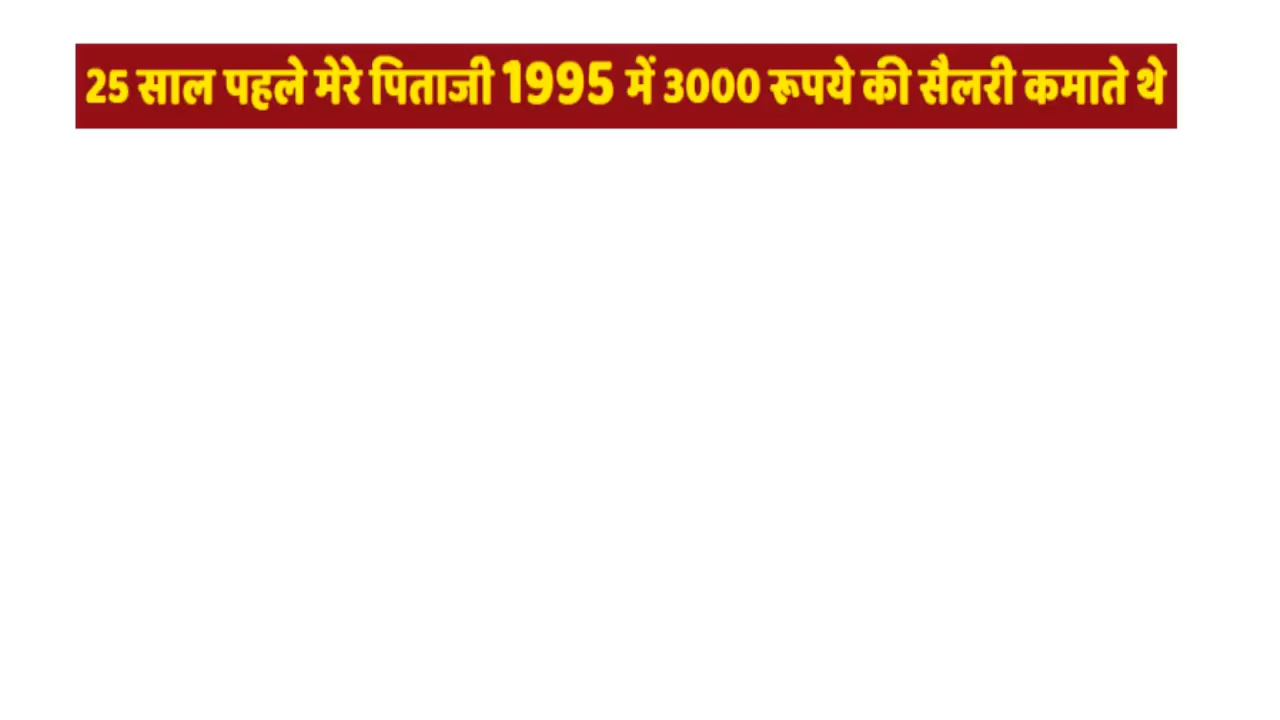 25 साल पहले मेरे पिताजी 1995 में 3000 रूपये की सैलरी कमाते थे